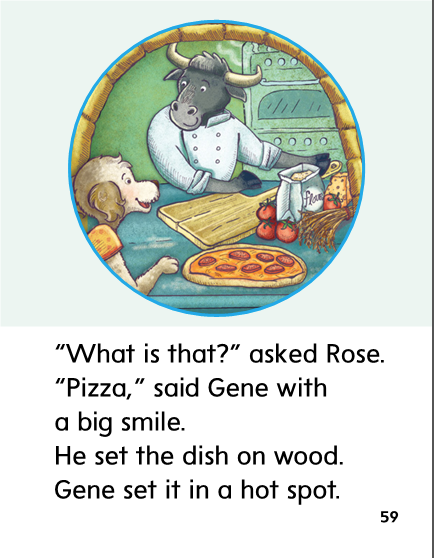 flour
“What is that?” asked Rose.
“Pizza,” said Gene with
a big smile.
He set the dish on wood.
Gene set it in a hot spot.
59